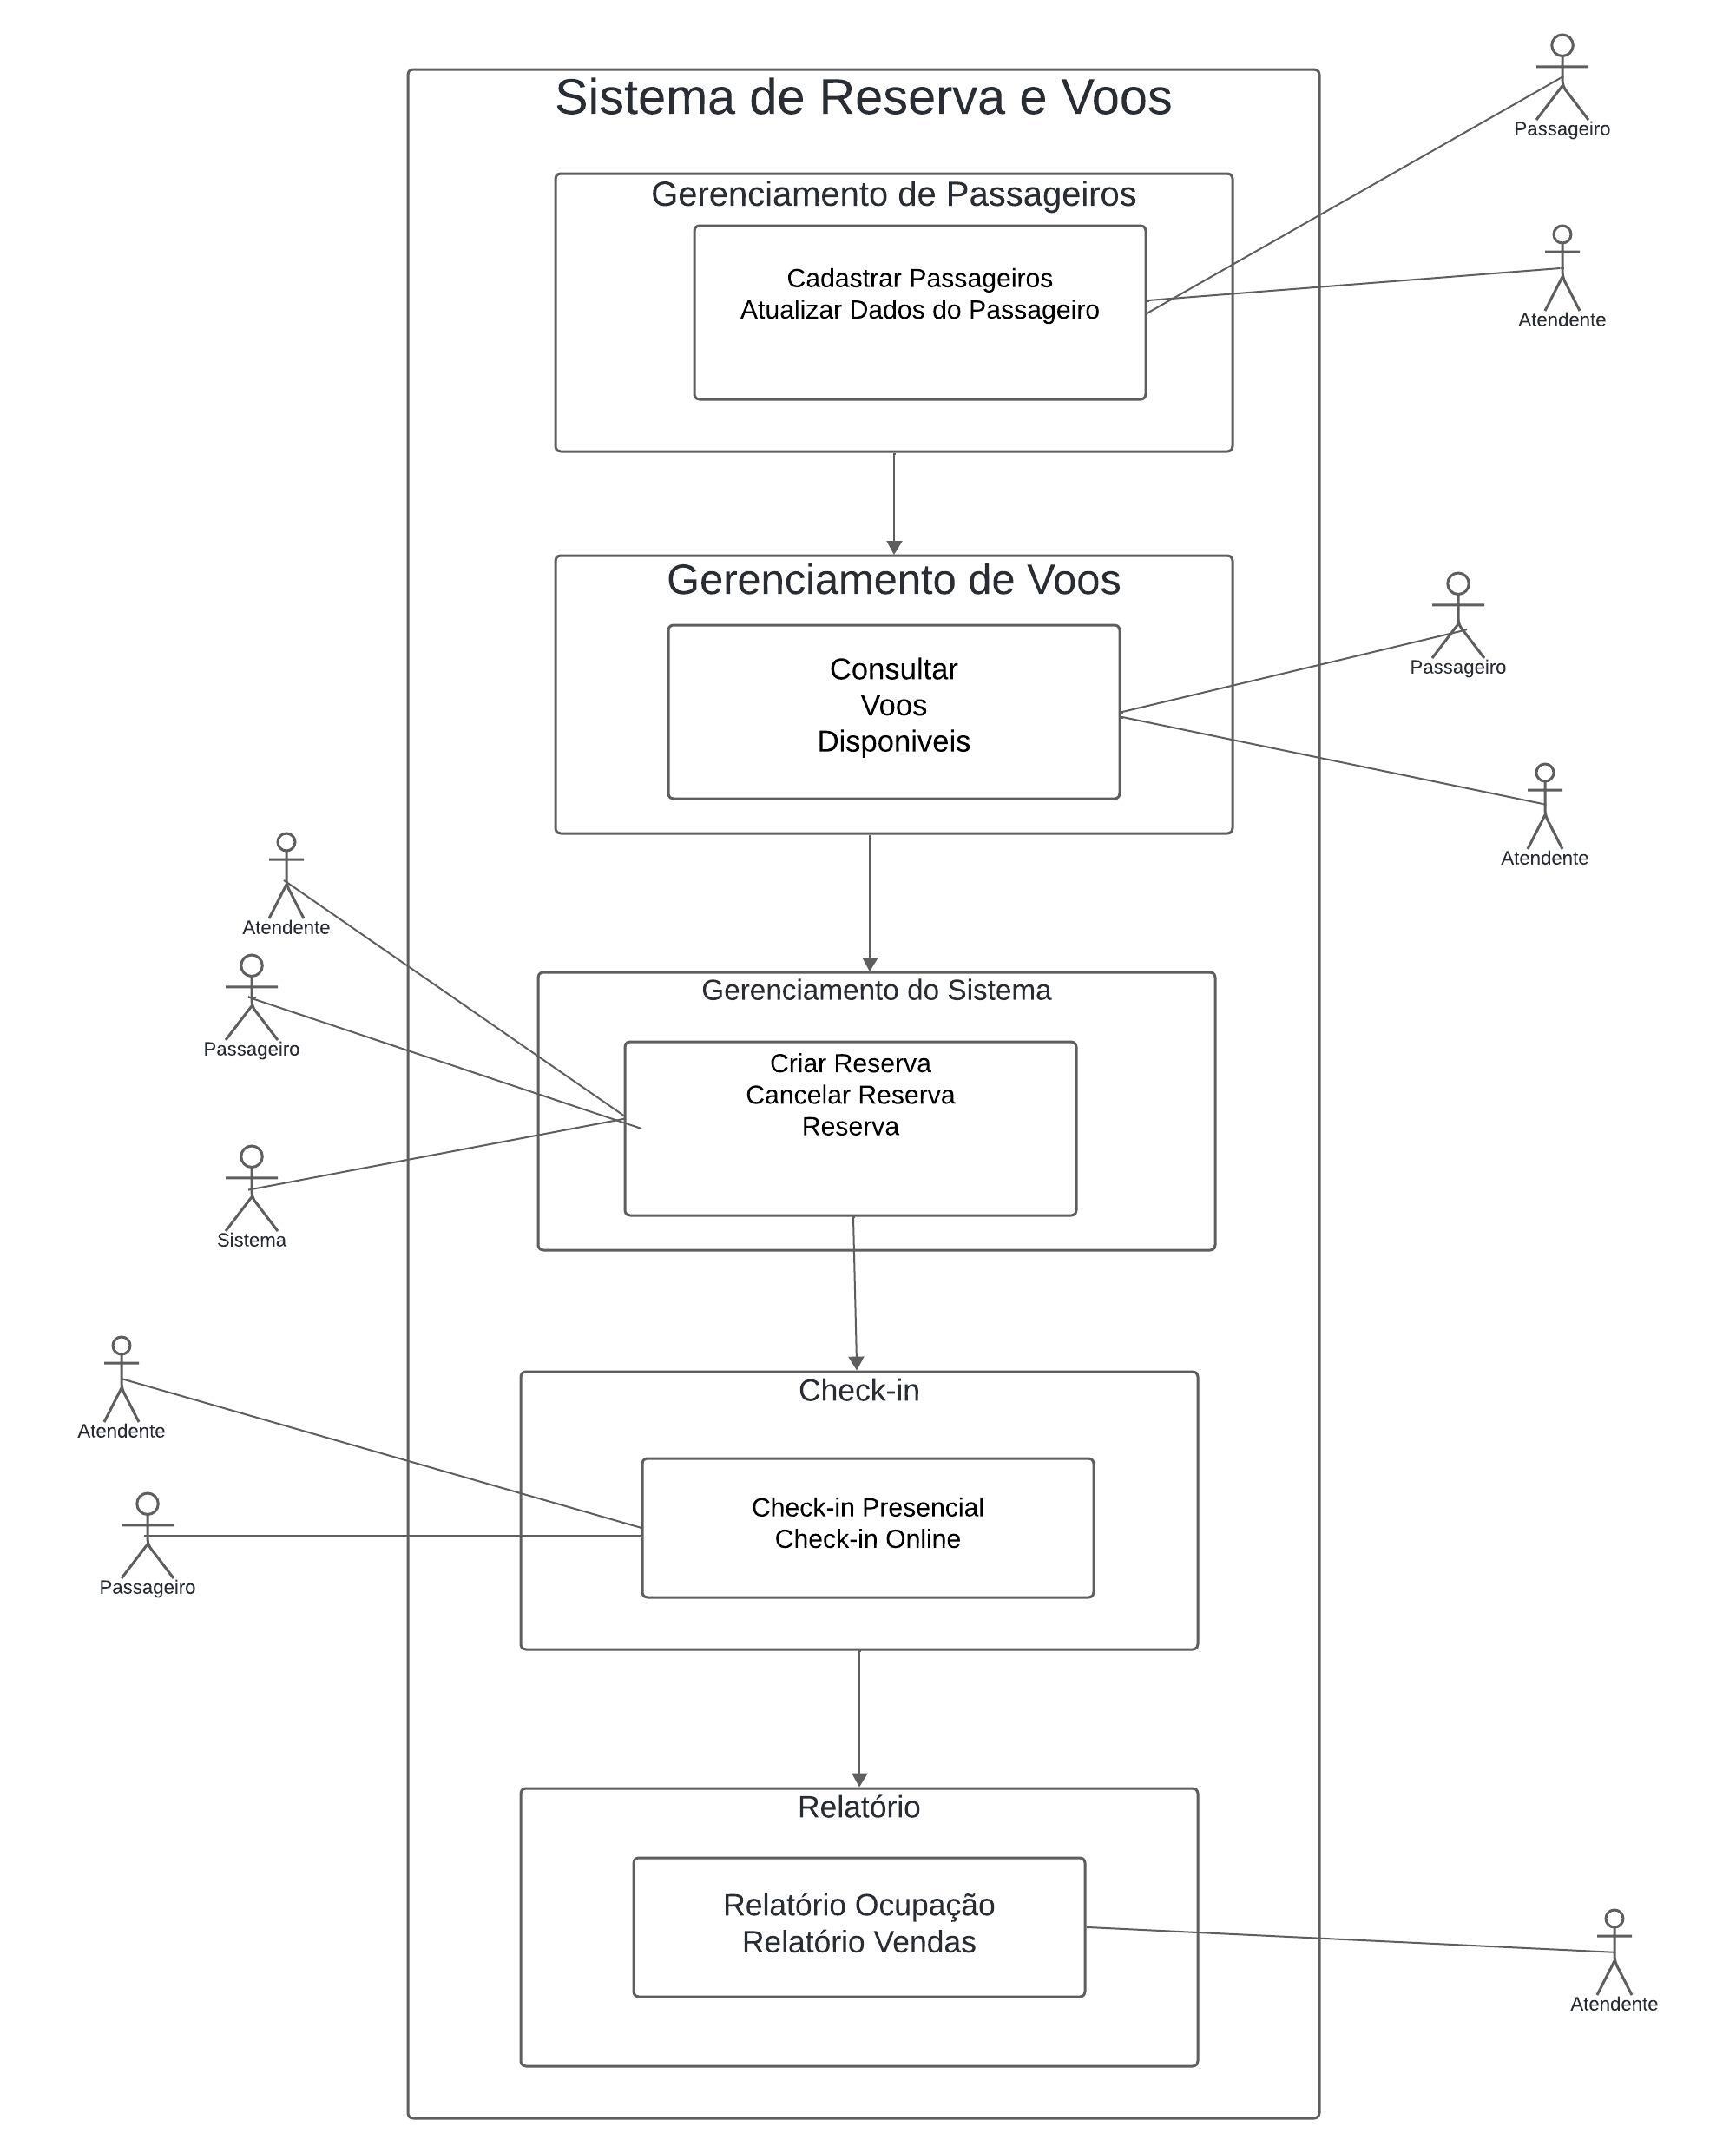 Sistema de Reserva e Voos
Passageiro
Gerenciamento de Passageiros
Cadastrar Passageiros
Atualizar Dados do Passageiro
Atendente
Gerenciamento de Voos
Consultar
Voos
Disponiveis
Passageiro
Atendente
Atendente
Gerenciamento do Sistema
Passageiro
Criar Reserva
Cancelar Reserva
Reserva
Sistema
Check-in
Atendente
Check-in Presencial
Check-in Online
Passageiro
Relatório
Relatório Ocupação
Relatório Vendas
Atendente